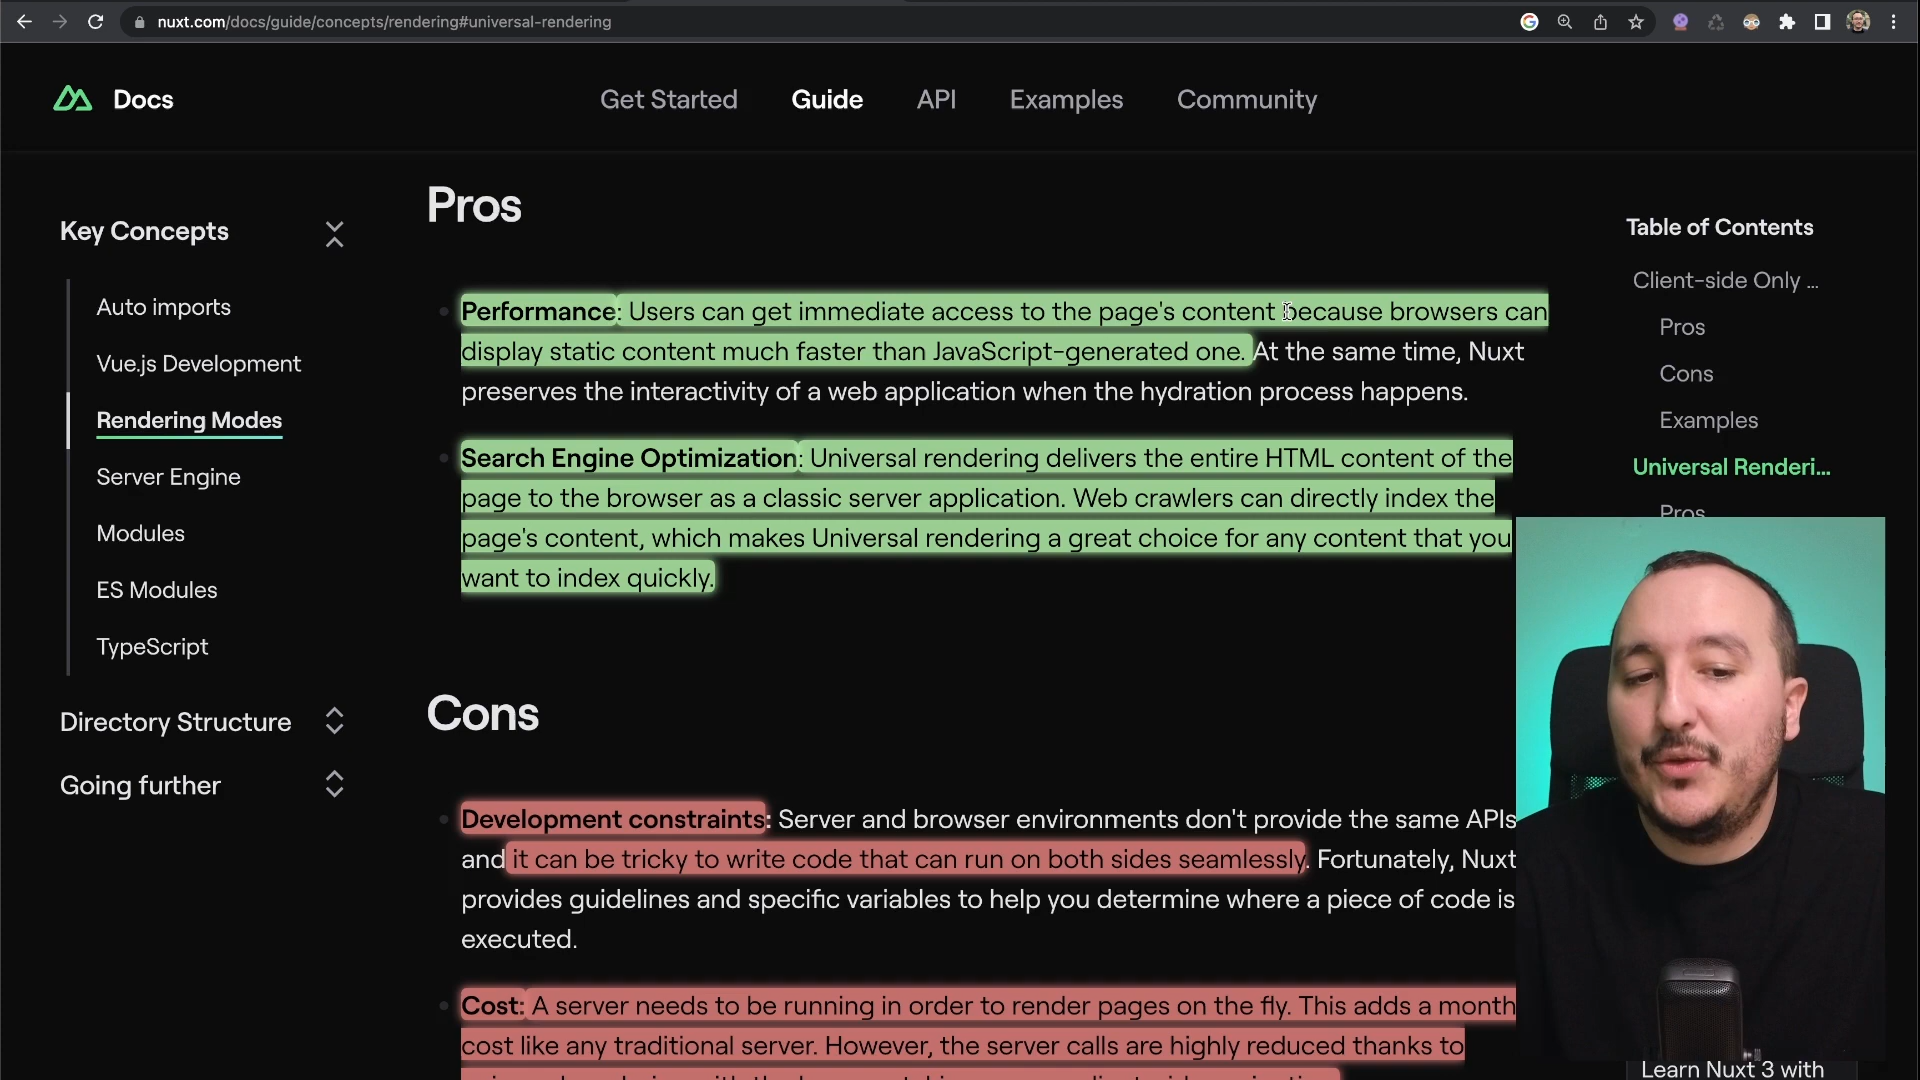 nuxt.com/docs/guide/concepts/rendering#universal-rendering
Docs
Get Started
Guide
API
Examples
Community
Key Concepts
Auto imports
Vue.js Development
Rendering Modes
Server Engine
Modules
ES Modules
TypeScript
Directory Structure
Going further
Pros
Performance: Users can get immediate access to the page's content because browsers can
display static content much faster than JavaScript-generated one. At the same time, Nuxt
preserves the interactivity of a web application when the hydration process happens.
Search Engine Optimization: Universal rendering delivers the entire HTML content of the
page to the browser as a classic server application. Web crawlers can directly index the
page's content, which makes Universal rendering a great choice for any content that you
want to index quickly.
Cons
Development constraints: Server and browser environments don't provide the same APIs
and it can be tricky to write code that can run on both sides seamlessly. Fortunately, Nuxt
provides guidelines and specific variables to help you determine where a piece of code is
executed.
Cost: A server needs to be running in order to render pages on the fly. This adds a month
cost like any traditional server. However, the server calls are highly reduced thanks to
Table of Contents
Client-side Only ...
Pros
Cons
Examples
Universal Renderi...
Pros
Learn Nuxt 3 with